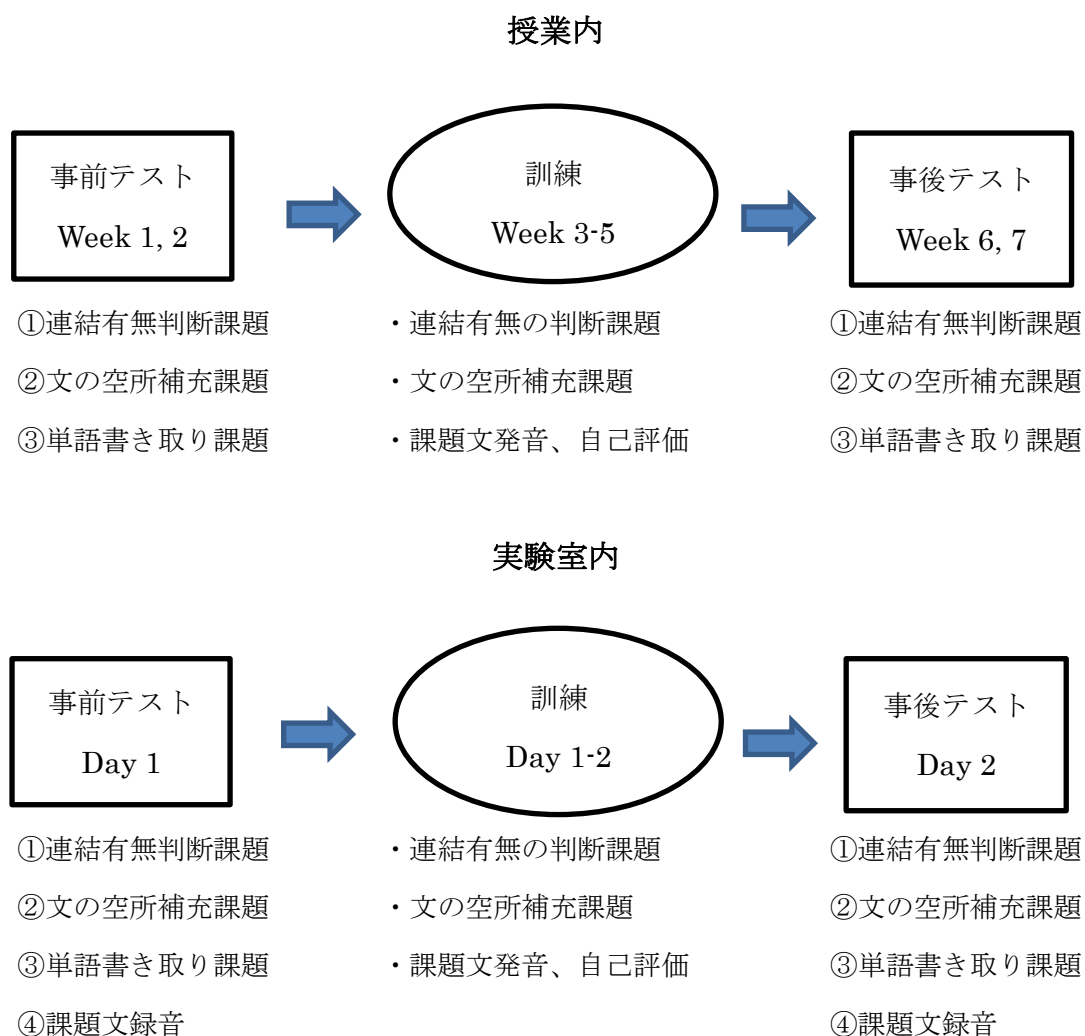 授業内
事前テスト
Week 1, 2
訓練
Week 3-5
事後テスト
Week 6, 7
①連結有無判断課題
②文の空所補充課題
③単語書き取り課題
・連結有無の判断課題
・文の空所補充課題
・課題文発音、自己評価
①連結有無判断課題
②文の空所補充課題
③単語書き取り課題
実験室内
事前テスト
Day 1
訓練
Day 1-2
事後テスト
Day 2
①連結有無判断課題
②文の空所補充課題
③単語書き取り課題
④課題文録音
・連結有無の判断課題
・文の空所補充課題
・課題文発音、自己評価
①連結有無判断課題
②文の空所補充課題
③単語書き取り課題
④課題文録音